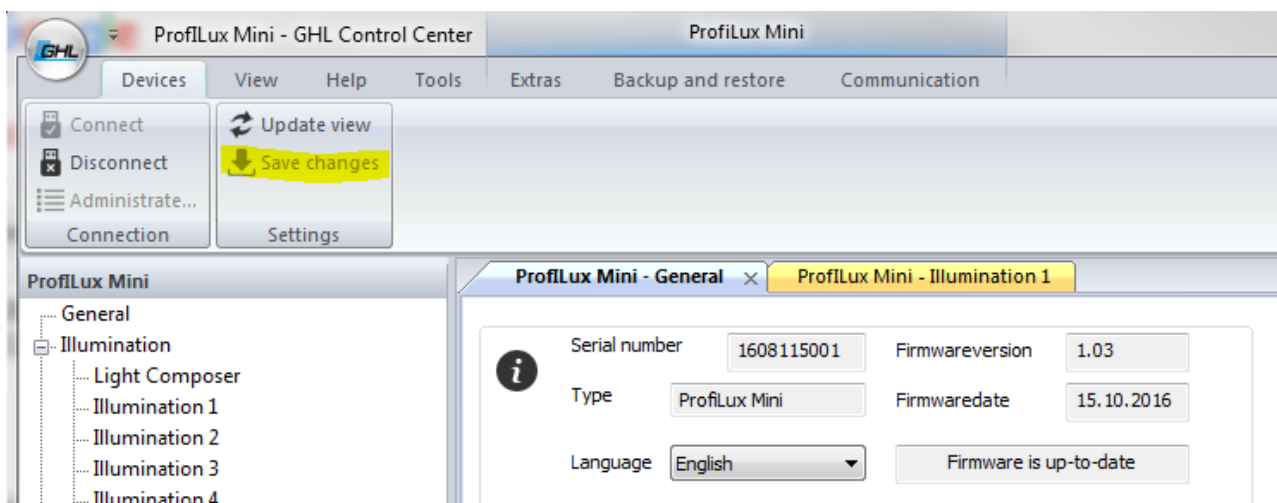 GHL
ProfILux Mini - GHL Control Center
ProfiLux Mini
Devices View Help Tools Extras Backup and restore Communication
Connect
Disconnect
Administrate...
Connection
Update view
Save changes
Settings
ProfILux Mini
General
Illumination
Light Composer
Illumination 1
Illumination 2
Illumination 3
Illumination 4
ProfILux Mini - General
ProfILux Mini - Illumination 1
i
Serial number 1608115001 Firmwareversion 1.03
Type ProfiLux Mini Firmwaredate 15.10.2016
Language English Firmware is up-to-date